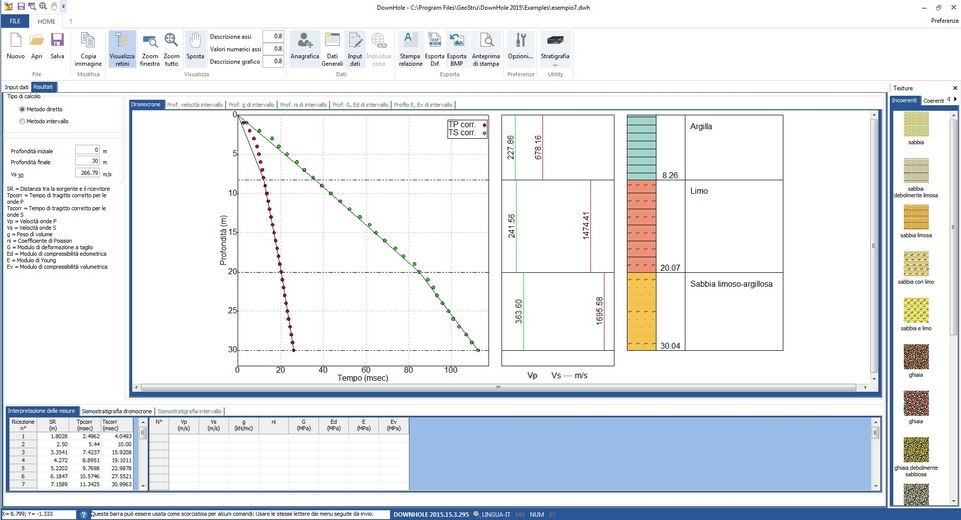 DownHole - C:\Program Files\GeoStru\DownHole 2015\Examples\esempio7.dwh
FILE HOME ? Preferenze
Nuovo Apri Salva
File
Copia immagine
Modifica
Visualizza retini
Zoom finestra
Zoom tutto
Sposta
Descrizione assi 0.8
Valori numerici assi 0.8
Descrizione grafico 0.8
Visualizza
Anagrafica
Dati Generali
Input dati
Individua zona
Dati
Stampa relazione
Esporta Dxf
Esporta BMP
Anteprima di stampa
Esporta
Opzioni...
Preferenze
Stratigrafia ...
Utility
Input dati Risultati
Tipo di calcolo
Metodo diretto
Metodo intervallo
Profondità iniziale 0 m
Profondità finale 30 m
Vs 30 266.79 m/s
SR = Distanza tra la sorgente e il ricevitore
Tpcorr = Tempo di tragitto corretto per le
onde P
Tscorr = Tempo di tragitto corretto per le
onde S
Vp = Velocità onde P
Vs = Velocità onde S
g = Peso di volume
ni = Coefficiente di Poisson
G = Modulo di deformazione a taglio
Ed = Modulo di compressibilità edometrica
E = Modulo di Young
Ev = Modulo di compressibilità volumetrica
Dromocrone Prof. velocità intervallo Prof. g di intervallo Prof. ni di intervallo Prof. G, Ed di intervallo Profilo E, Ev di intervallo
TP corr.
TS corr.
0
5
10
15
20
25
30
Profondità (m)
0 20 40 60 80 100
Tempo (msec)
227.86 678.16
241.56 1474.41
363.60 1695.58
Vp Vs m/s
Argilla
8.26
Limo
20.07
Sabbia limoso-argillosa
30.04
Texture
Incoerenti Coerenti
sabbia
sabbia debolmente limosa
sabbia limosa
sabbia con limo
sabbia e limo
ghiaia
ghiaia
ghiaia debolmente sabbiosa
Interpretazione delle misure Sismostratigrafia dromocrone Sismostratigrafia intervallo
Ricezione n° SR (m) Tpcorr (msec) Tscorr (msec)
1 1.8028 2.4962 4.0493
2 2.50 5.44 10.00
3 3.3541 7.4237 15.9208
4 4.272 8.8951 19.1011
5 5.2202 9.7698 22.9878
6 6.1847 10.5746 27.5521
7 7.1589 11.3425 30.9963
N° Vp (m/s) Vs (m/s) g (kN/mc) ni G (MPa) Ed (MPa) E (MPa) Ev (MPa)
X= 8.799; Y= -1.333 Questa barra può essere usata come scorciatoia per alcuni comandi: Usare le stesse lettere dei menu seguite da invio. DOWNHOLE 2015.15.3.295 LINGUA-IT MA NUM BS